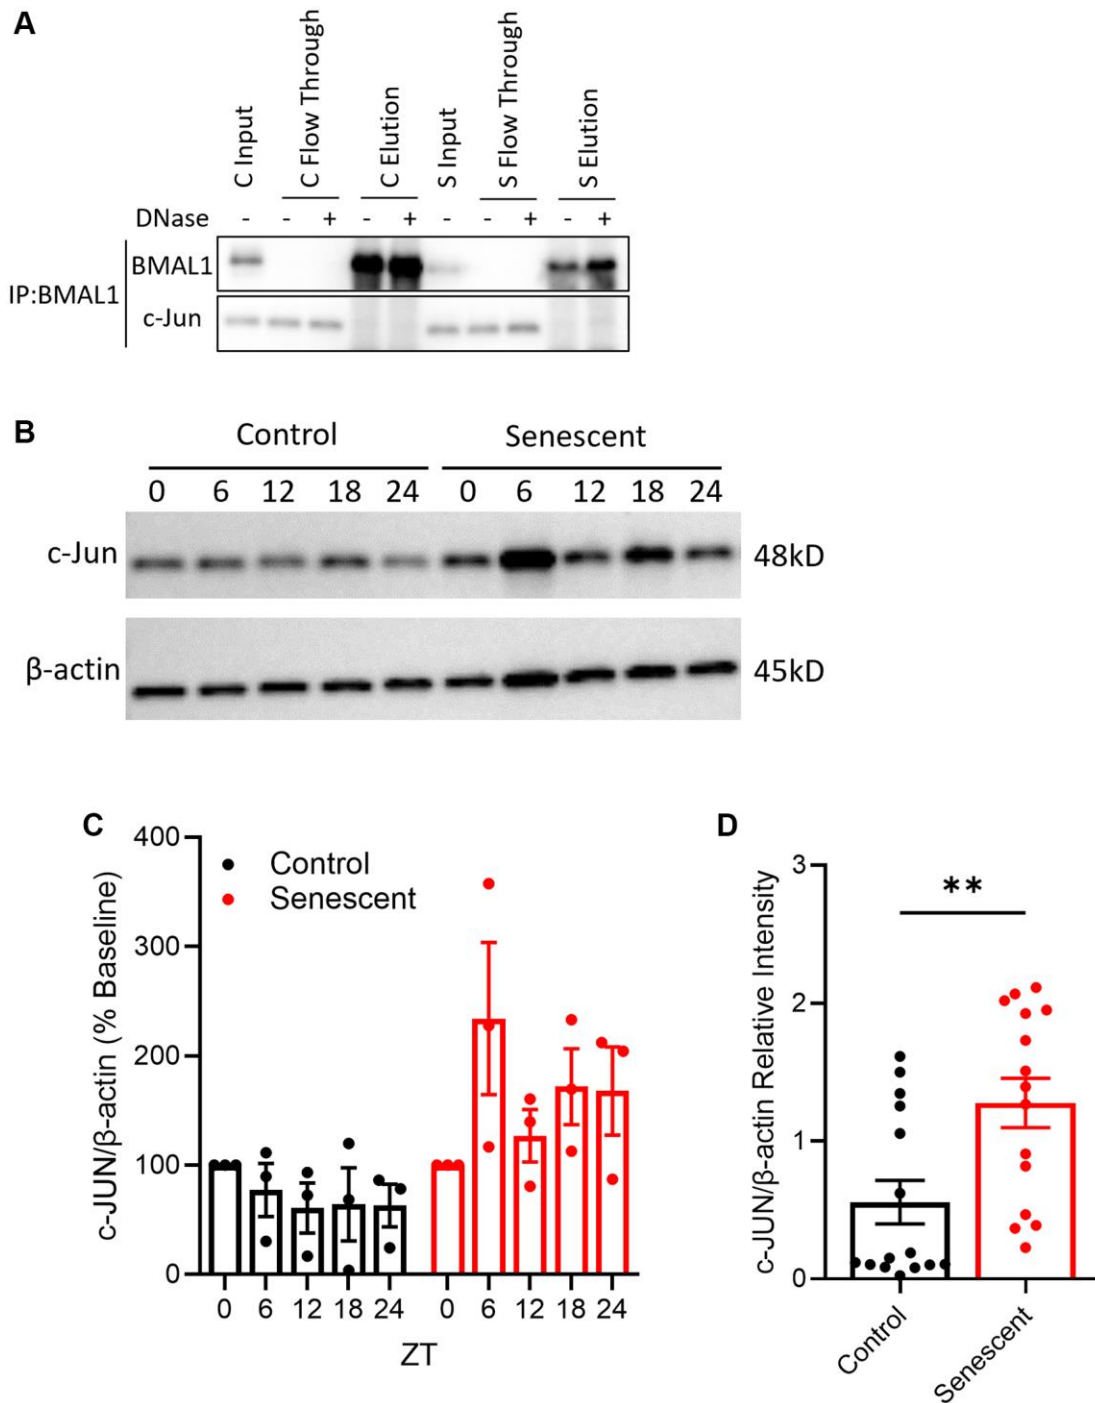 A
C Input
C Flow Through
C Elution
S Input
S Flow Through
S Elution
DNase - - + - + - - + - +
IP:BMAL1
BMAL1
c-Jun
B
Control Senescent
0 6 12 18 24 0 6 12 18 24
c-Jun 48kD
β-actin 45kD
C
c-JUN/β-actin (% Baseline)
400
300
200
100
0
Control
Senescent
0 6 12 18 24 0 6 12 18 24
ZT
D
c-JUN/β-actin Relative Intensity
3
2
1
0
**
Control
Senescent